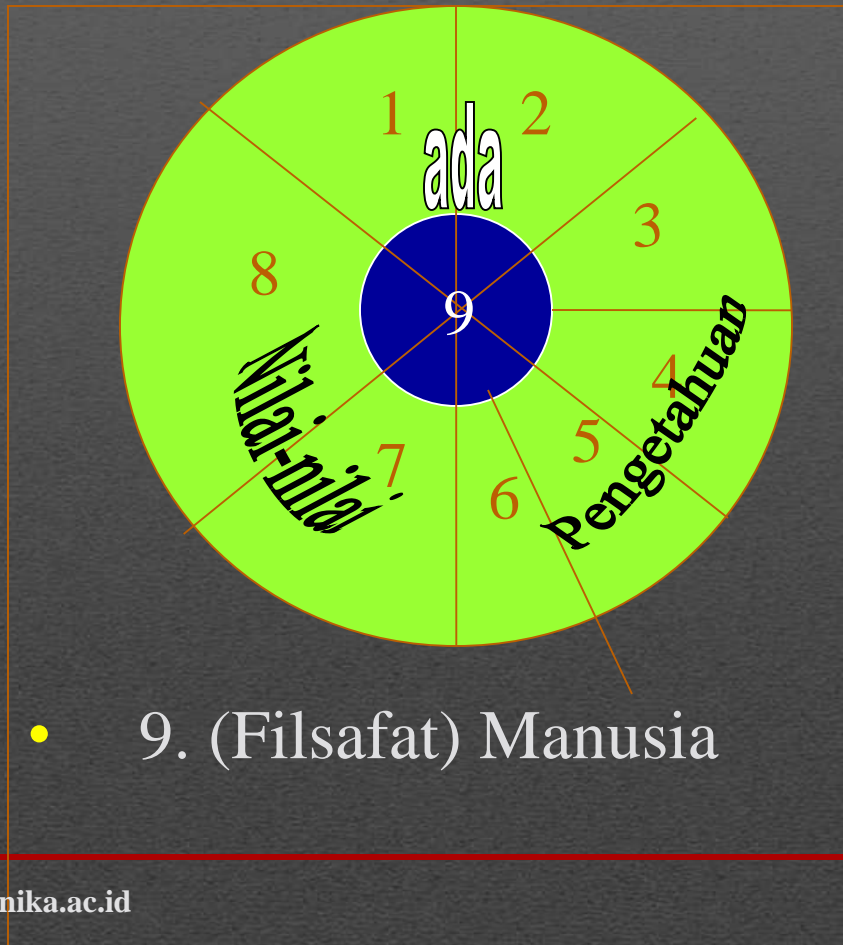 1
2
ada
3
8
9
4
Pengetahuan
Nilai-nilai
5
7
6
• 9. (Filsafat) Manusia
nika.ac.id